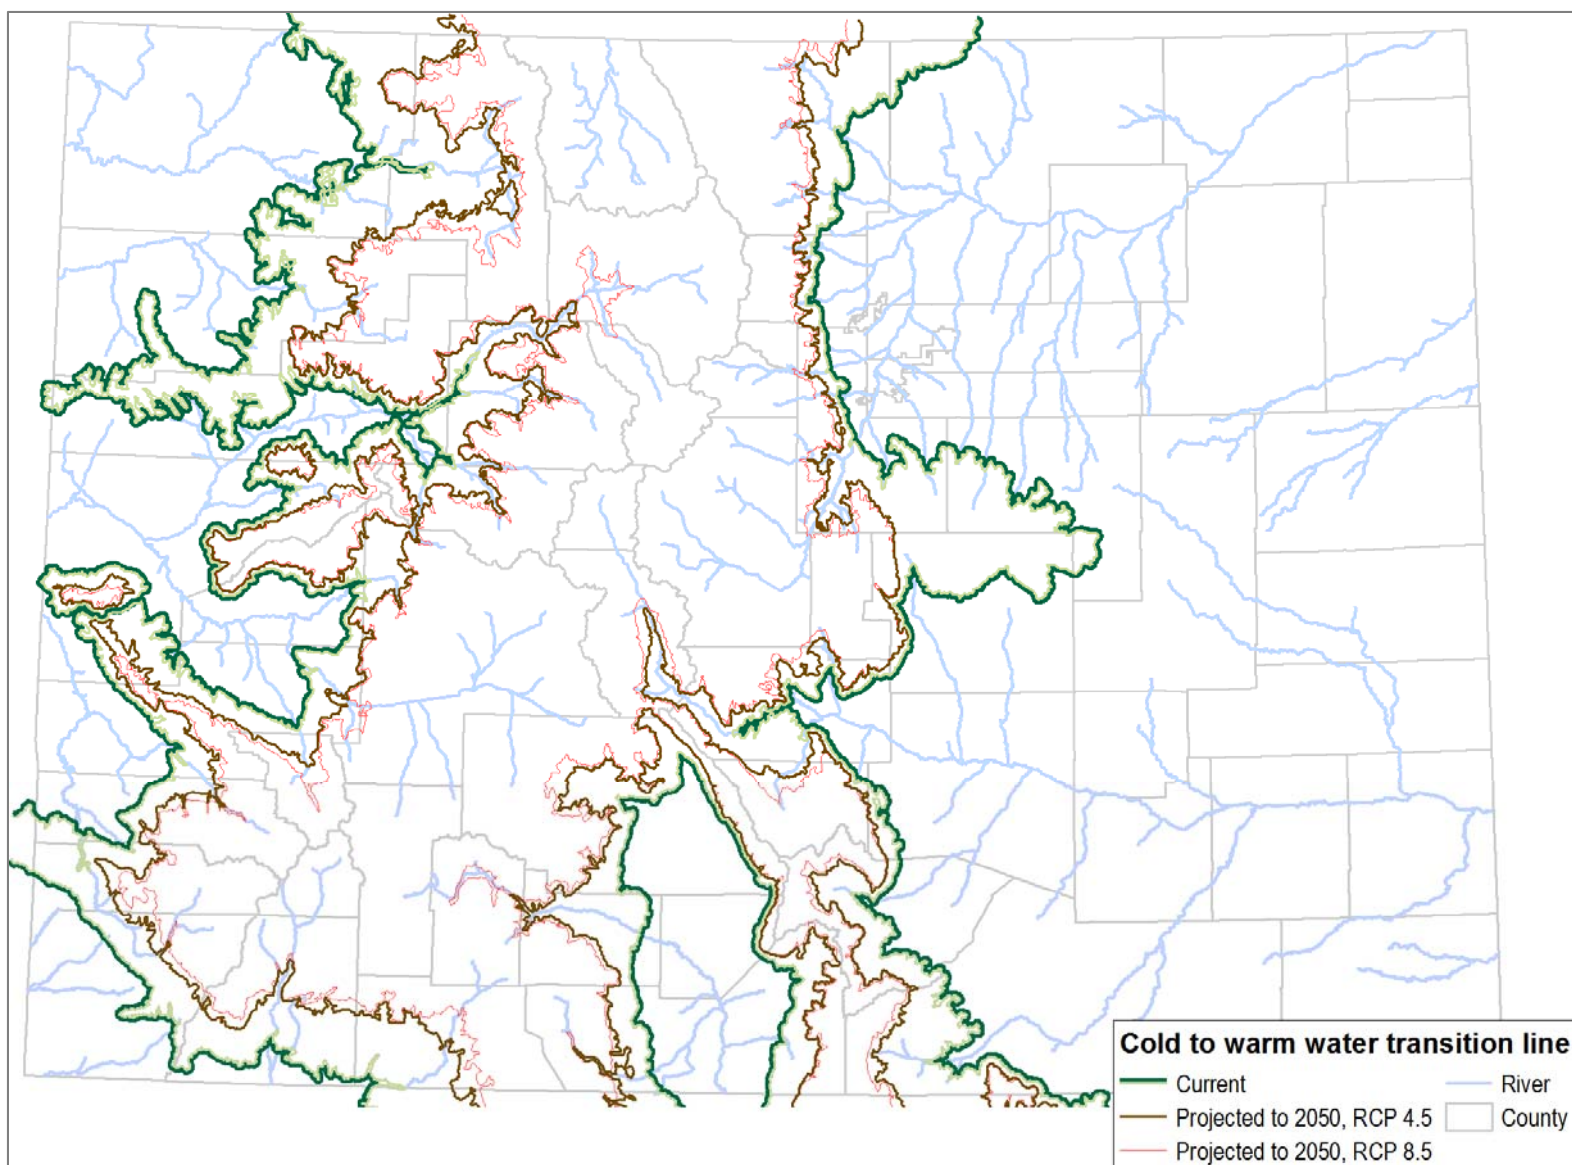 Cold to warm water transition line
Current
River
Projected to 2050, RCP 4.5
County
Projected to 2050, RCP 8.5